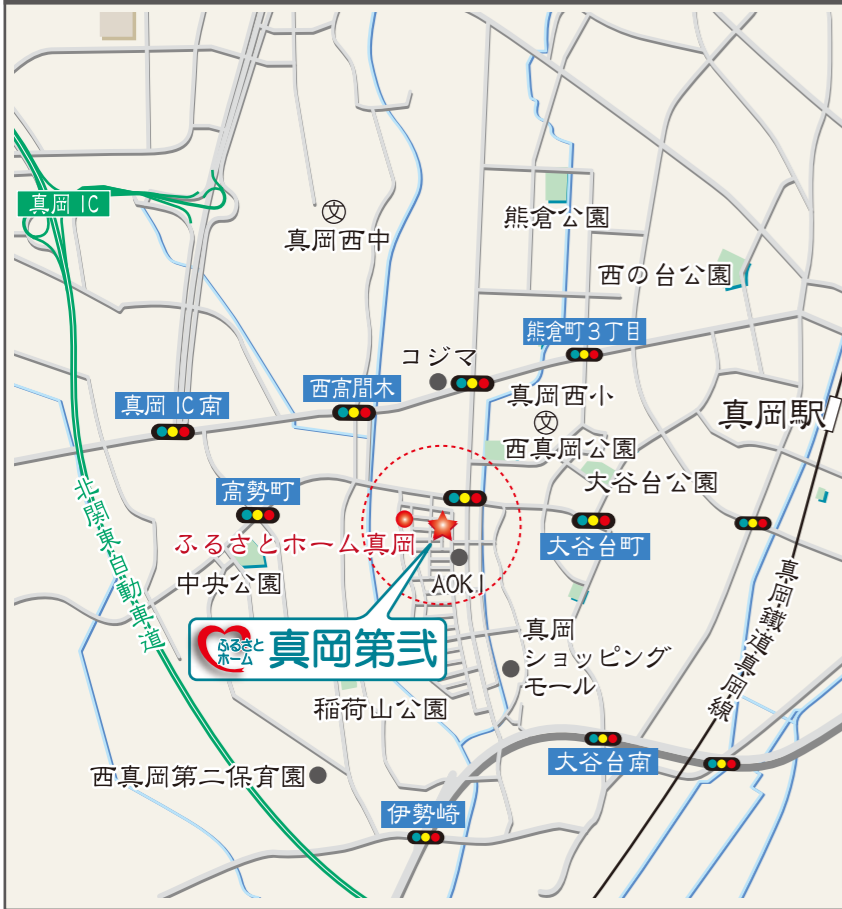 真岡IC
真岡西中
熊倉公園
西の台公園
熊倉町3丁目
コジマ
西高間木
真岡IC南
真岡西小
西真岡公園
真岡駅
大谷台公園
高勢町
ふるさとホーム真岡
大谷台町
中央公園
AOKI
北関東自動車道
ふるさと
ホーム
真岡第弐
真岡
ショッピング
モール
真岡鐵道真岡線
稲荷山公園
大谷台南
西真岡第二保育園
伊勢崎
文
文